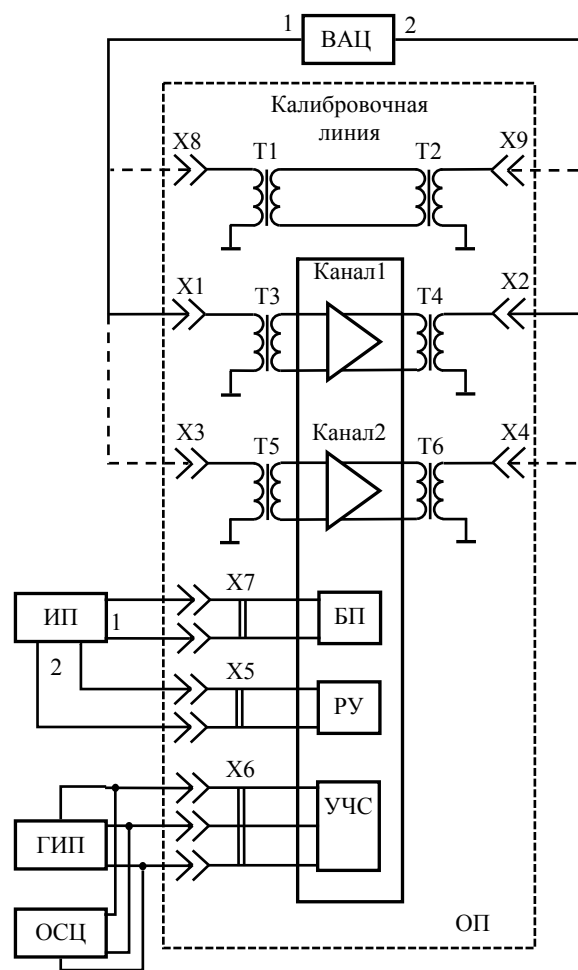 1
ВАЦ
2
Калибровочная
линия
X8
X9
T1
T2
Канал1
X1
X2
T3
T4
Канал2
X3
X4
T5
T6
X7
ИП
1
БП
2
X5
РУ
X6
УЧС
ГИП
ОСЦ
ОП